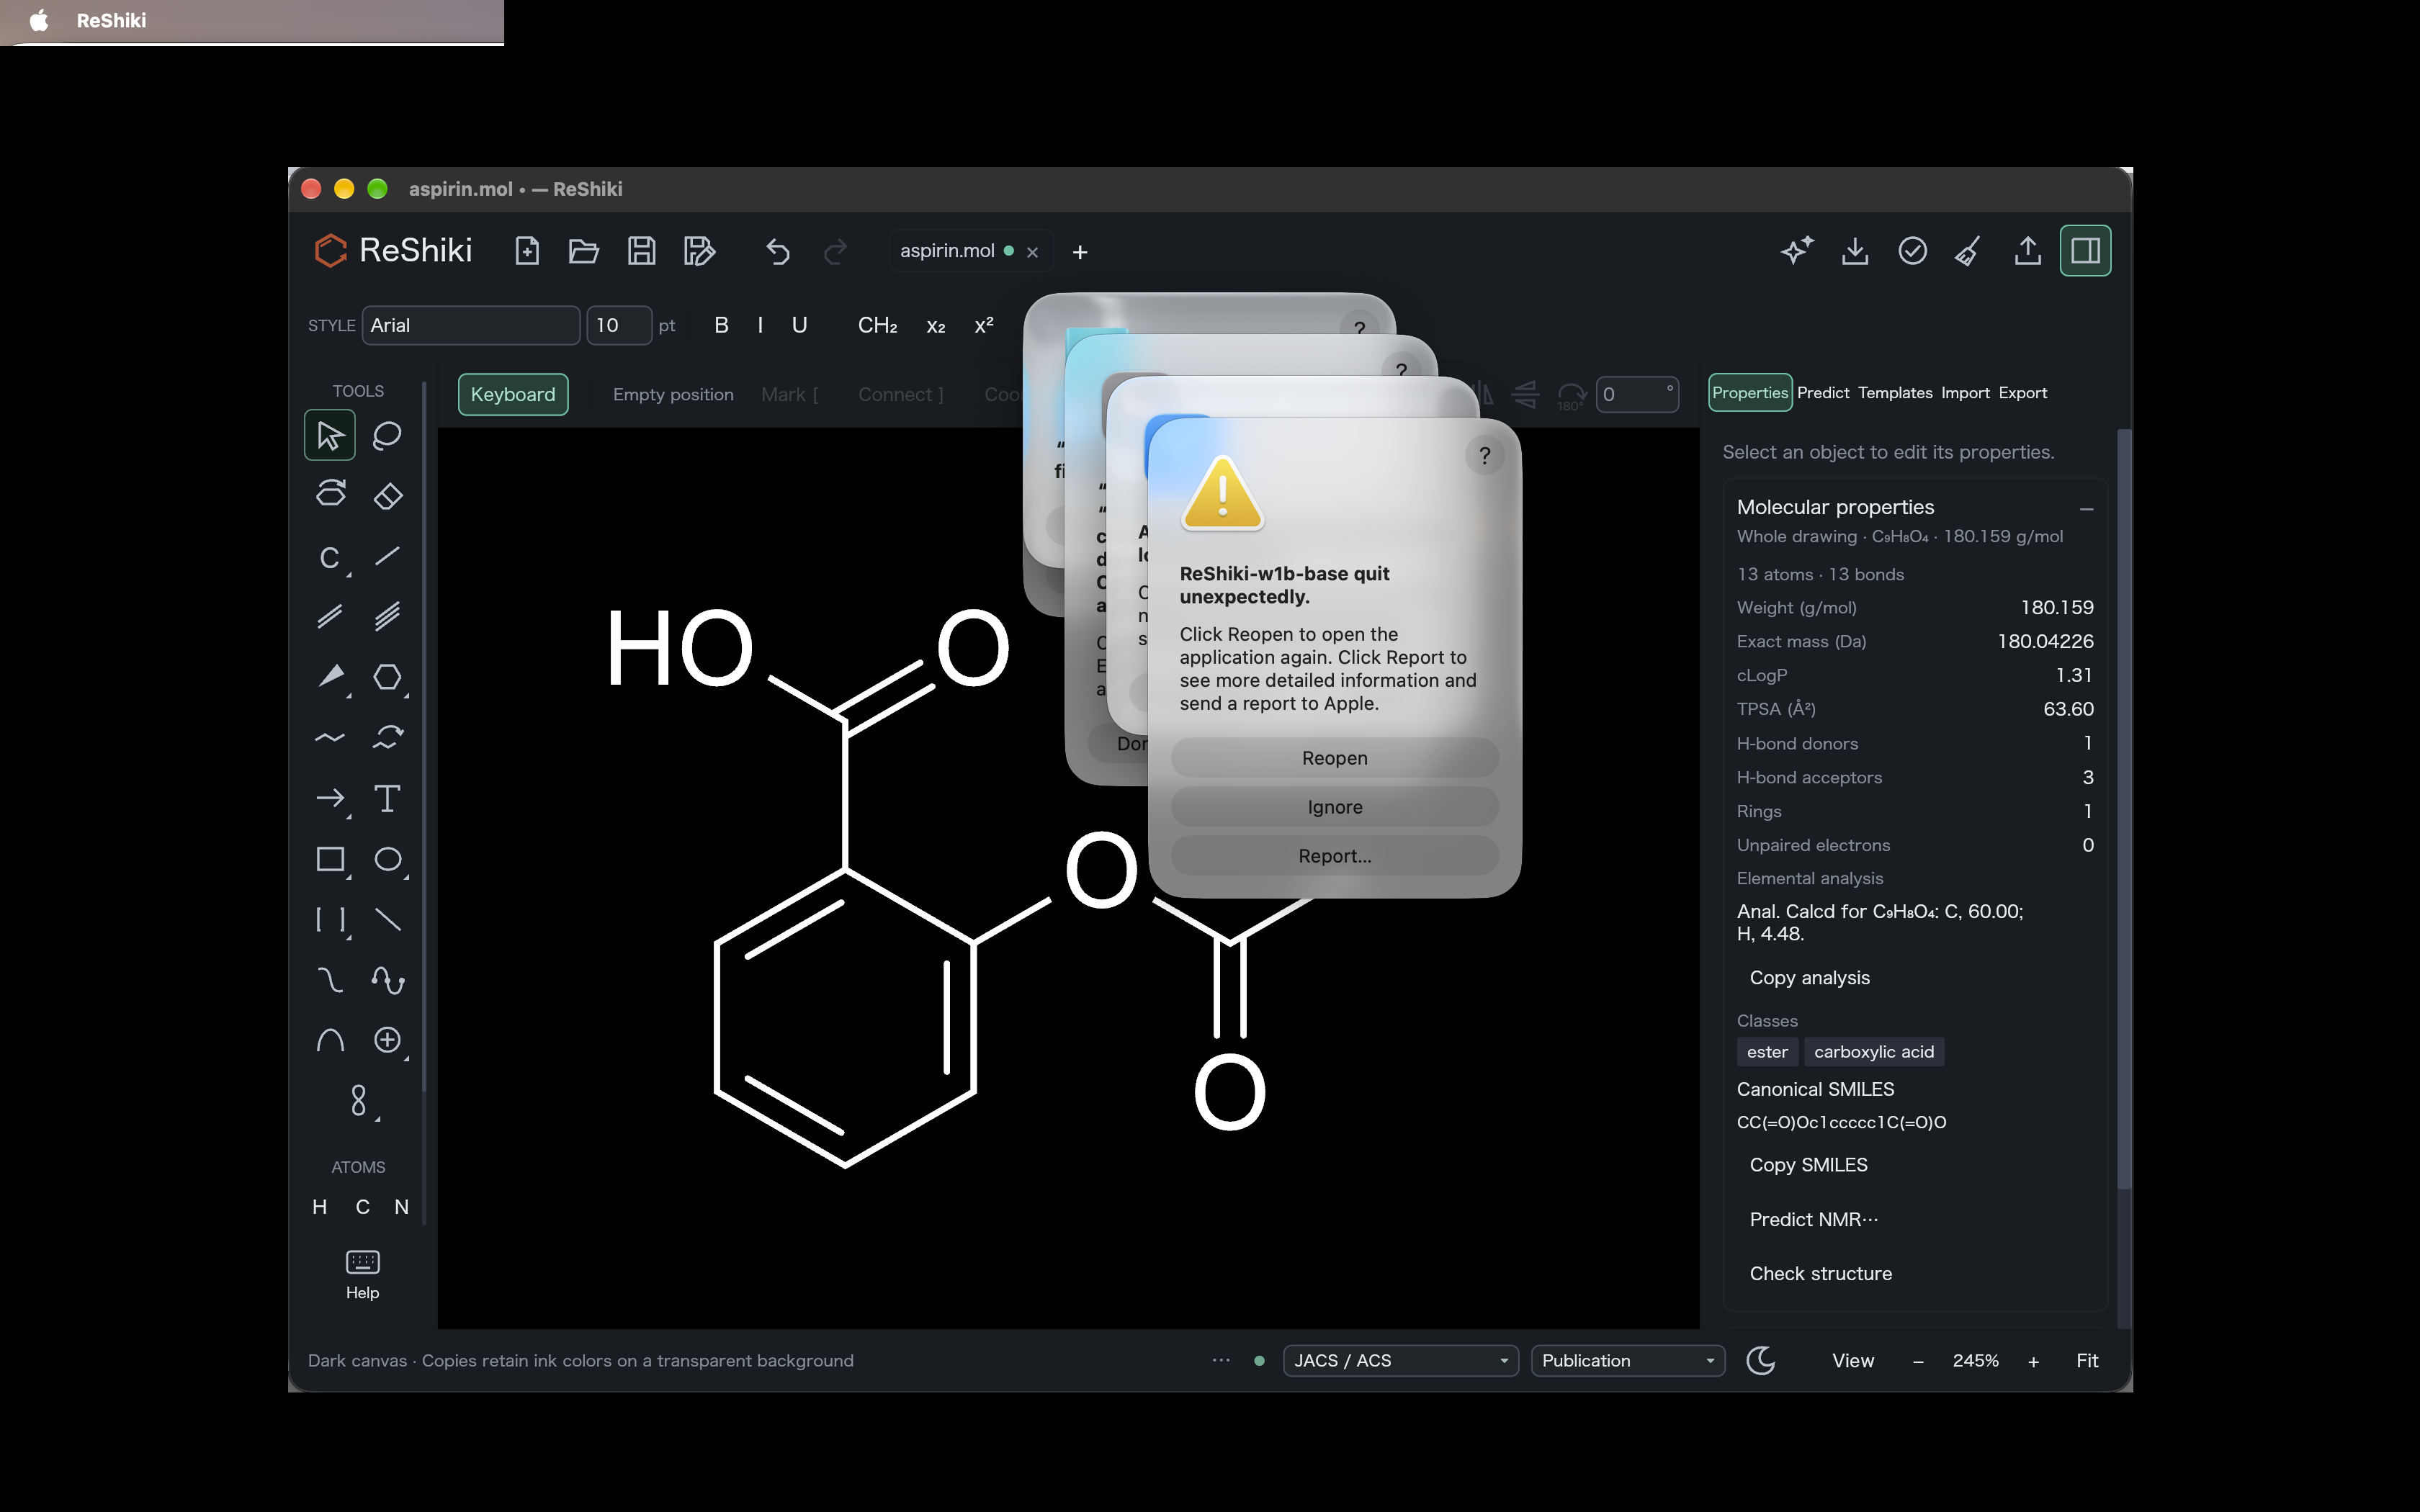 ReShiki
aspirin.mol • — ReShiki
ReShiki
aspirin.mol
STYLE Arial 10 pt B I U CH₂ x₂ x²
TOOLS
Keyboard Empty position Mark [ Connect ]
180° 0 °
Properties Predict Templates Import Export
C
?
?
?
ReShiki-w1b-base quit
unexpectedly.
Click Reopen to open the
application again. Click Report to
see more detailed information and
send a report to Apple.
Reopen
Ignore
Report...
HO O
O
O
Select an object to edit its properties.
Molecular properties –
Whole drawing · C₉H₈O₄ · 180.159 g/mol
13 atoms · 13 bonds
Weight (g/mol) 180.159
Exact mass (Da) 180.04226
cLogP 1.31
TPSA (Å²) 63.60
H-bond donors 1
H-bond acceptors 3
Rings 1
Unpaired electrons 0
Elemental analysis
Anal. Calcd for C₉H₈O₄: C, 60.00;
H, 4.48.
Copy analysis
Classes
ester carboxylic acid
Canonical SMILES
CC(=O)Oc1ccccc1C(=O)O
Copy SMILES
Predict NMR···
Check structure
ATOMS
H C N
Help
Dark canvas · Copies retain ink colors on a transparent background
··· JACS / ACS Publication View – 245% + Fit